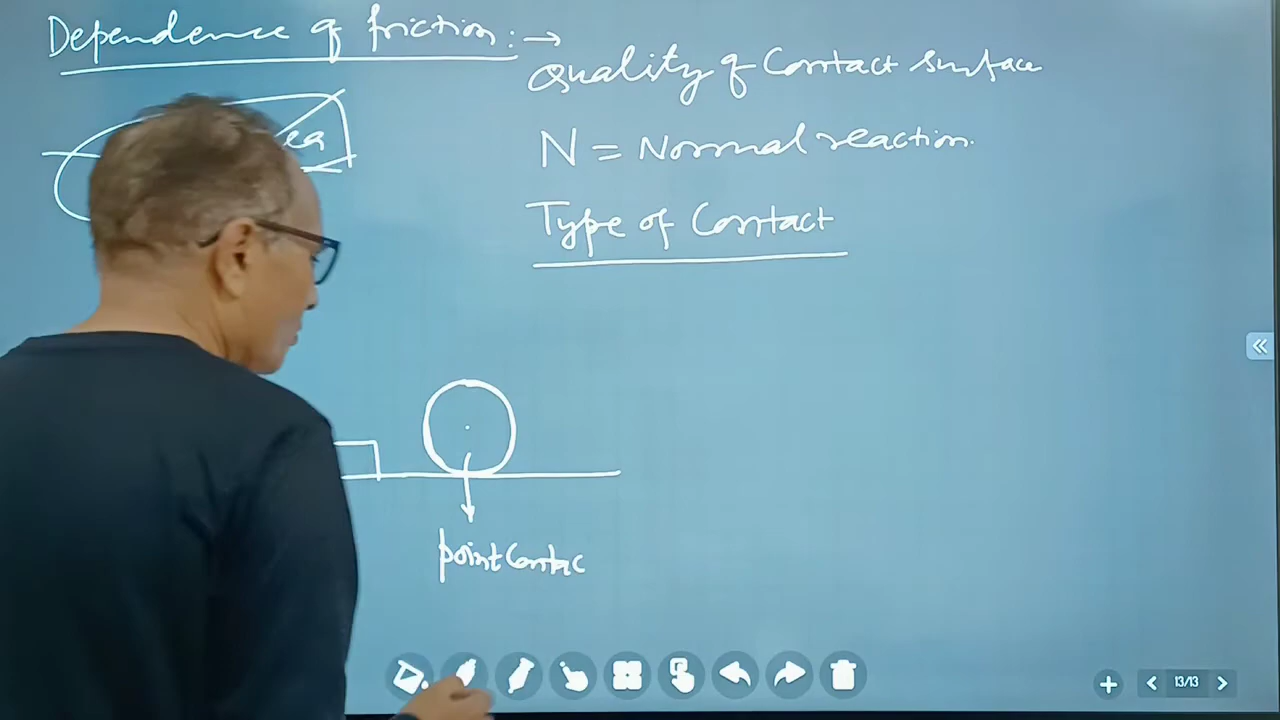 Dependence of friction :→
Quality of Contact surface
N = Normal reaction.
Type of Contact
point Contac
13/13